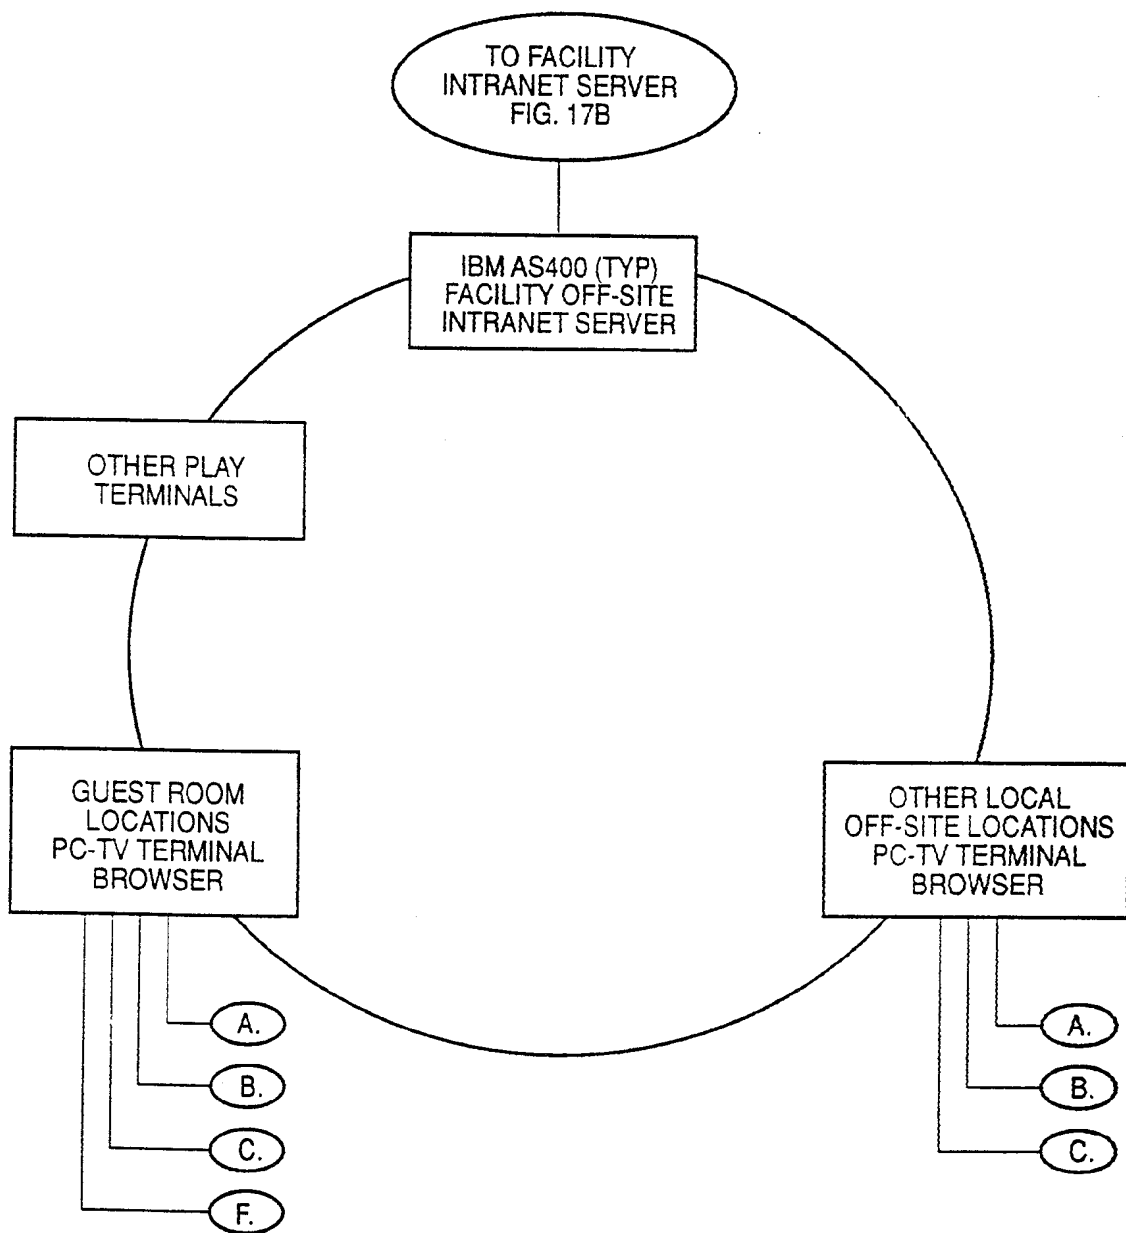 TO FACILITY
INTRANET SERVER
FIG. 17B
IBM AS400 (TYP)
FACILITY OFF-SITE
INTRANET SERVER
OTHER PLAY
TERMINALS
GUEST ROOM
LOCATIONS
PC-TV TERMINAL
BROWSER
OTHER LOCAL
OFF-SITE LOCATIONS
PC-TV TERMINAL
BROWSER
A.
B.
C.
F.
A.
B.
C.